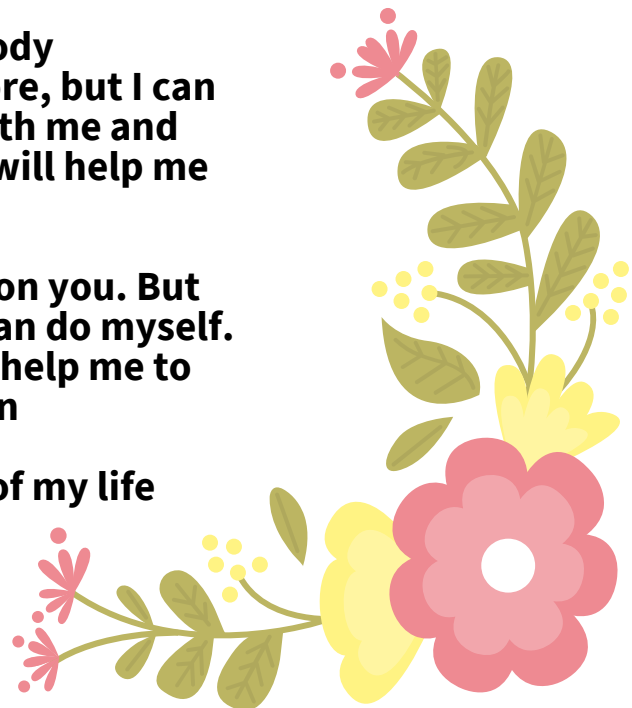 ody
re, but I can
th me and
will help me
on you. But
an do myself.
help me to
n
of my life